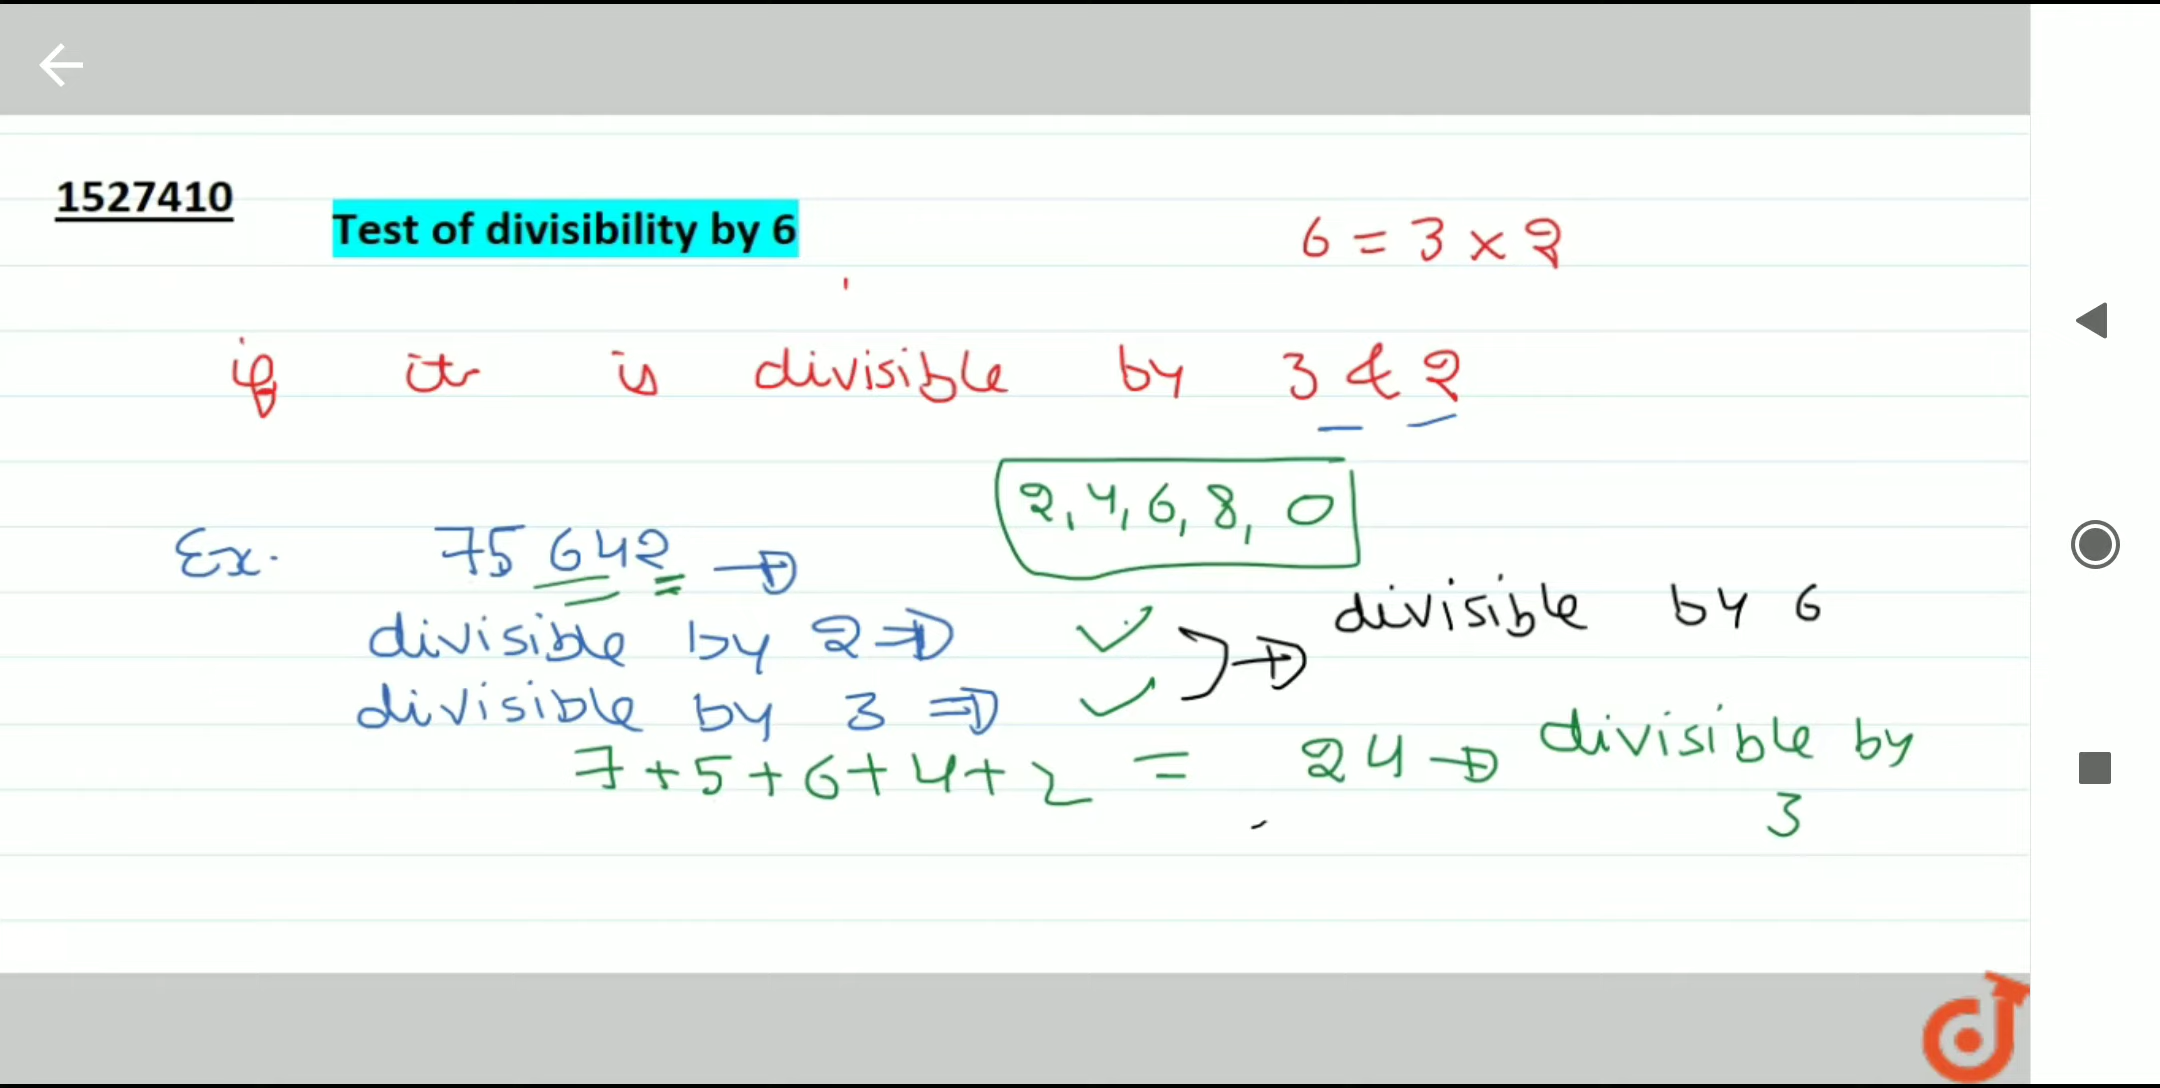 1527410
Test of divisibility by 6
6 = 3 × 2
if it is divisible by 3 & 2
2, 4, 6, 8, 0
Ex. 75642 →
divisible by 6
divisible by 2 ⇒ ✓
divisible by 3 ⇒ ✓ →
7+5+6+4+2 = 24 → divisible by
3